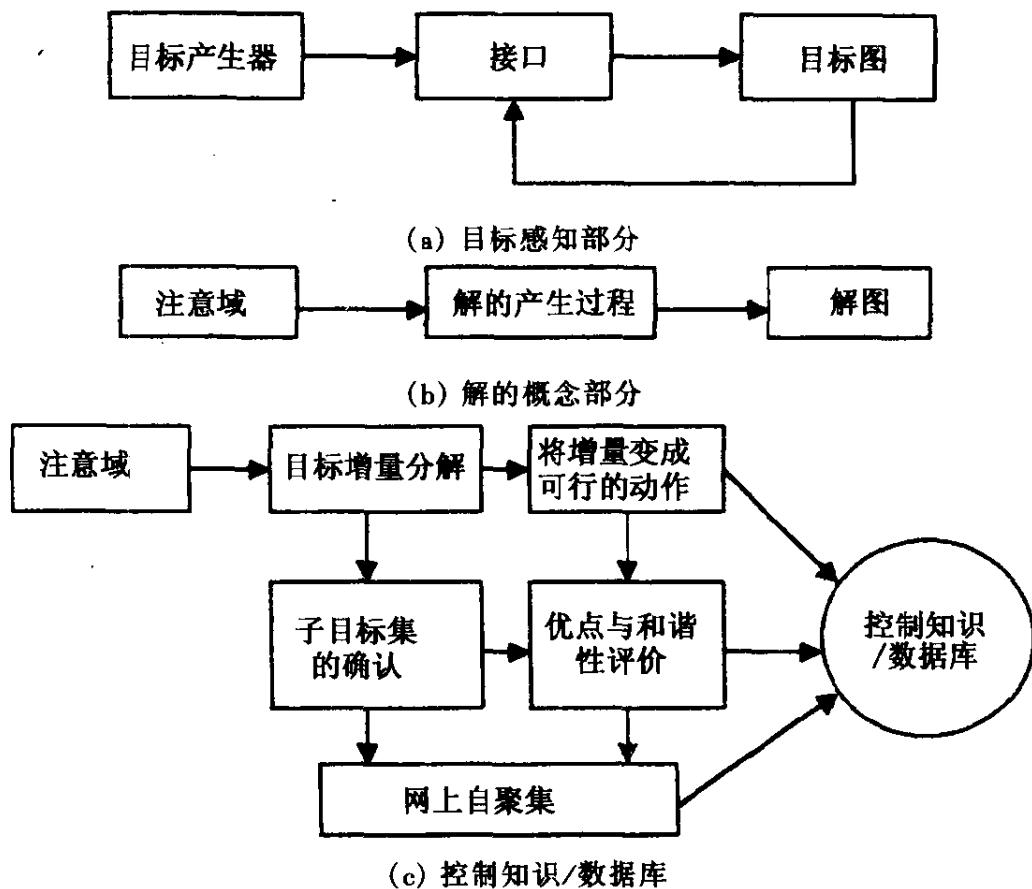 目标产生器
接口
目标图
(a) 目标感知部分
注意域
解的产生过程
解图
(b) 解的概念部分
注意域
目标增量分解
将增量变成
可行的动作
子目标集
的确认
优点与和谐
性评价
控制知识
/数据库
网上自聚集
(c) 控制知识/数据库